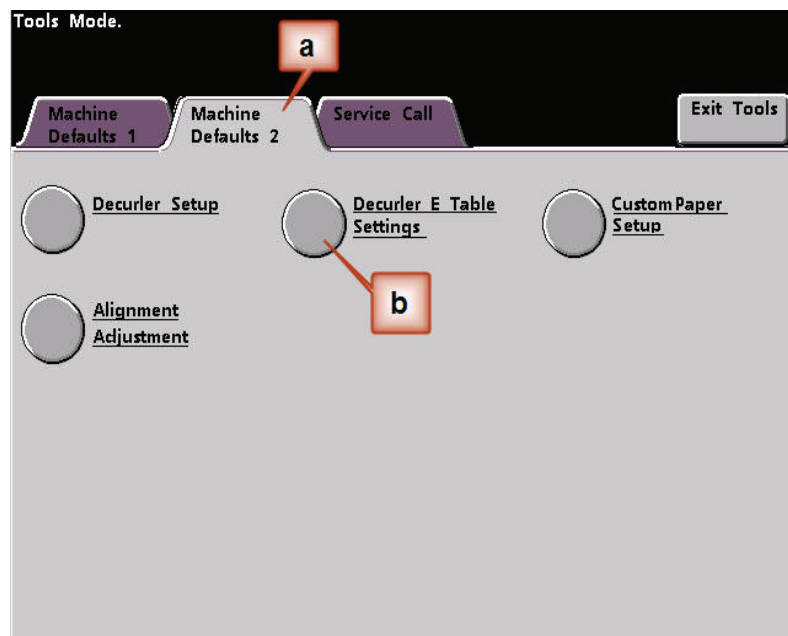 Tools Mode.
a
Machine
Defaults 1
Machine
Defaults 2
Service Call
Exit Tools
Decurler Setup
Decurler E Table
Settings
Custom Paper
Setup
b
Alignment
Adjustment